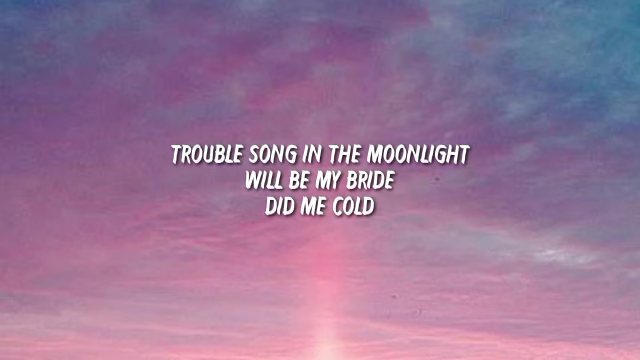 TROUBLE SONG IN THE MOONLIGHT
WILL BE MY BRIDE
DID ME COLD